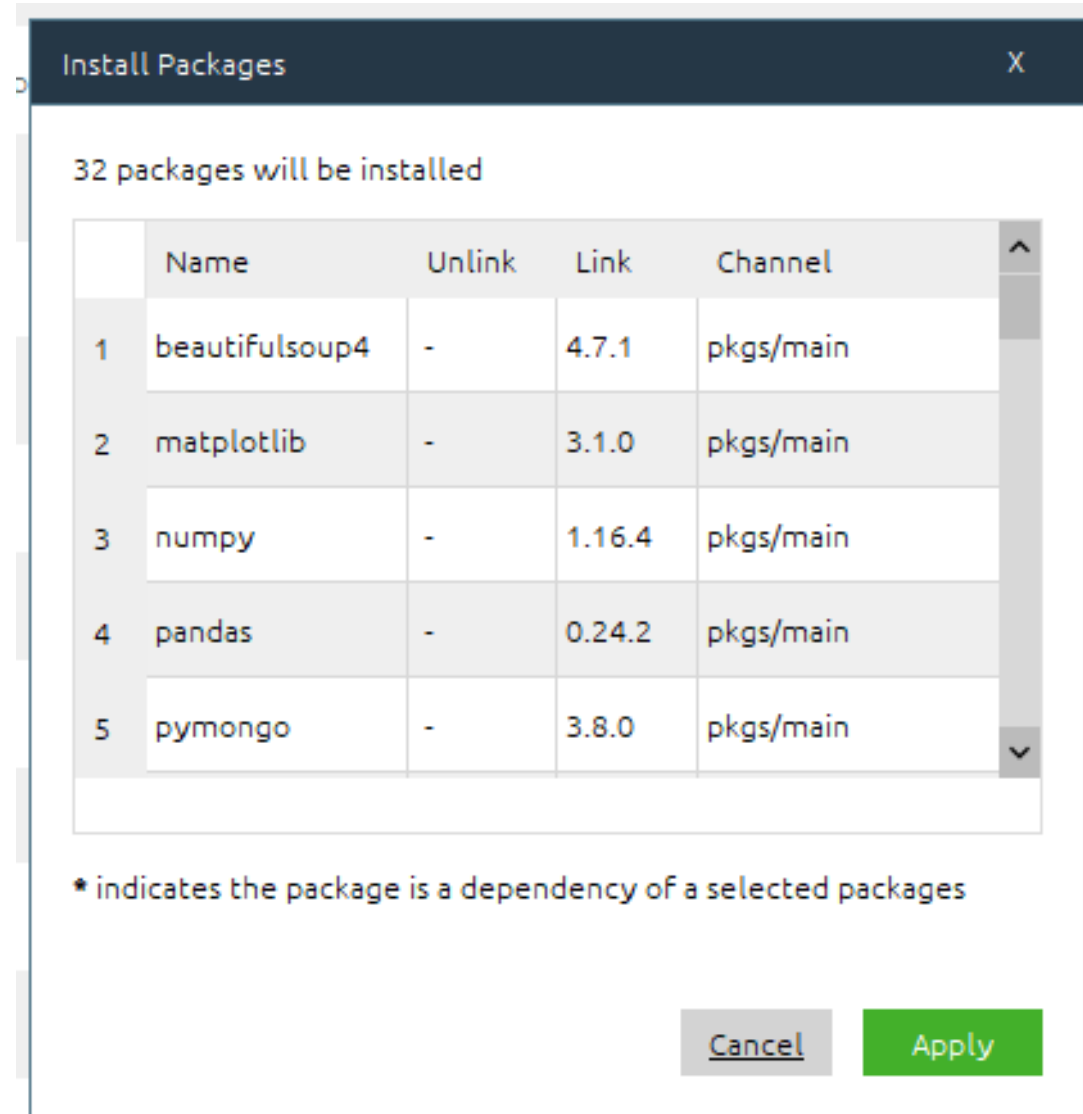 Install Packages X
32 packages will be installed
Name Unlink Link Channel
1 beautifulsoup4 - 4.7.1 pkgs/main
2 matplotlib - 3.1.0 pkgs/main
3 numpy - 1.16.4 pkgs/main
4 pandas - 0.24.2 pkgs/main
5 pymongo - 3.8.0 pkgs/main
* indicates the package is a dependency of a selected packages
Cancel Apply